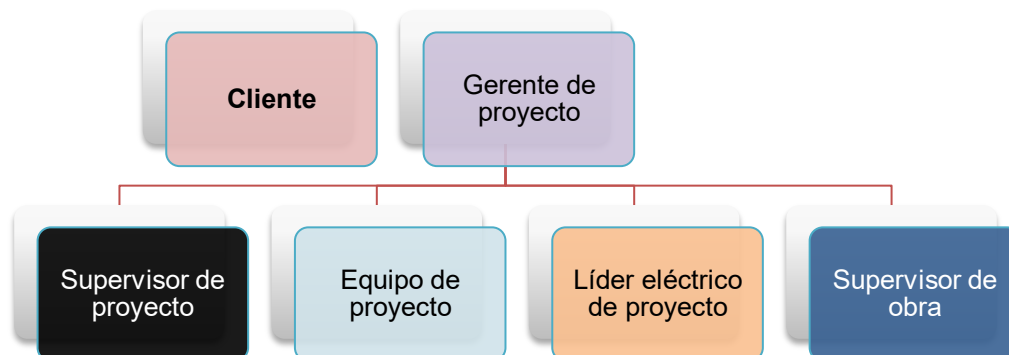 Cliente
Gerente de
proyecto
Supervisor de
proyecto
Equipo de
proyecto
Líder eléctrico
de proyecto
Supervisor de
obra